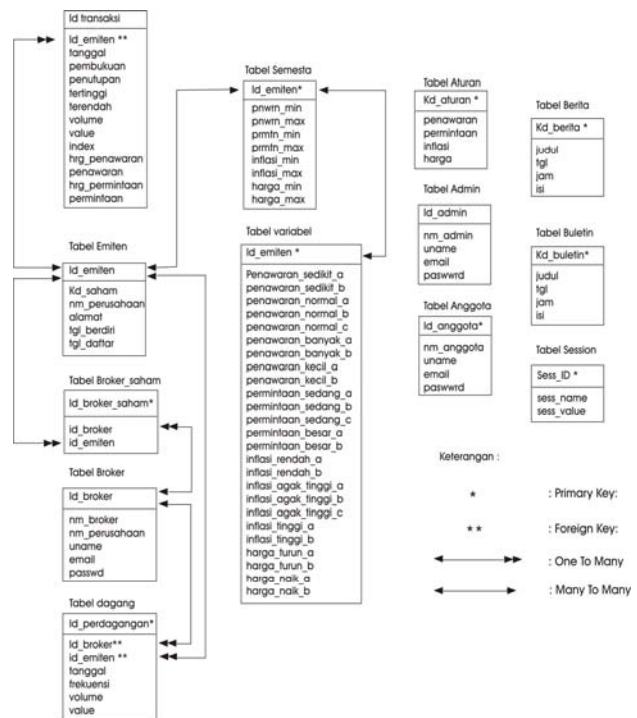 Id transaksi
Id_emiten **
tanggal
pembukuan
penutupan
tertinggi
terendah
volume
value
index
hrg_penawaran
penawaran
hrg_permintaan
permintaan
Tabel Emiten
Id_emiten
Kd_saham
nm_perusahaan
alamat
tgl_berdiri
tgl_daftar
Tabel Broker_saham
Id_broker_saham*
id_broker
id_emiten
Tabel Broker
Id_broker
nm_broker
nm_perusahaan
uname
email
passwd
Tabel dagang
Id_perdagangan*
Id_broker**
id_emiten **
tanggal
frekuensi
volume
value
Tabel Semesta
Id_emiten*
pnwrn_min
pnwrn_max
prmtn_min
prmtn_max
inflasi_min
inflasi_max
harga_min
harga_max
Tabel variabel
Id_emiten *
Penawaran_sedikit_a
penawaran_sedikit_b
penawaran_normal_a
penawaran_normal_b
penawaran_normal_c
penawaran_banyak_a
penawaran_banyak_b
penawaran_kecil_a
penawaran_kecil_b
permintaan_sedang_a
permintaan_sedang_b
permintaan_sedang_c
permintaan_besar_a
permintaan_besar_b
inflasi_rendah_a
inflasi_rendah_b
inflasi_agak_tinggi_a
inflasi_agak_tinggi_b
inflasi_agak_tinggi_c
inflasi_tinggi_a
inflasi_tinggi_b
harga_turun_a
harga_turun_b
harga_naik_a
harga_naik_b
Tabel Aturan
Kd_aturan *
penawaran
permintaan
inflasi
harga
Tabel Admin
Id_admin
nm_admin
uname
email
paswwrd
Tabel Anggota
Id_anggota*
nm_anggota
uname
email
paswwrd
Tabel Berita
Kd_berita *
judul
tgl
jam
isi
Tabel Buletin
Kd_buletin*
judul
tgl
jam
isi
Tabel Session
Sess_ID *
sess_name
sess_value
Keterangan :
* : Primary Key:
** : Foreign Key:
: One To Many
: Many To Many